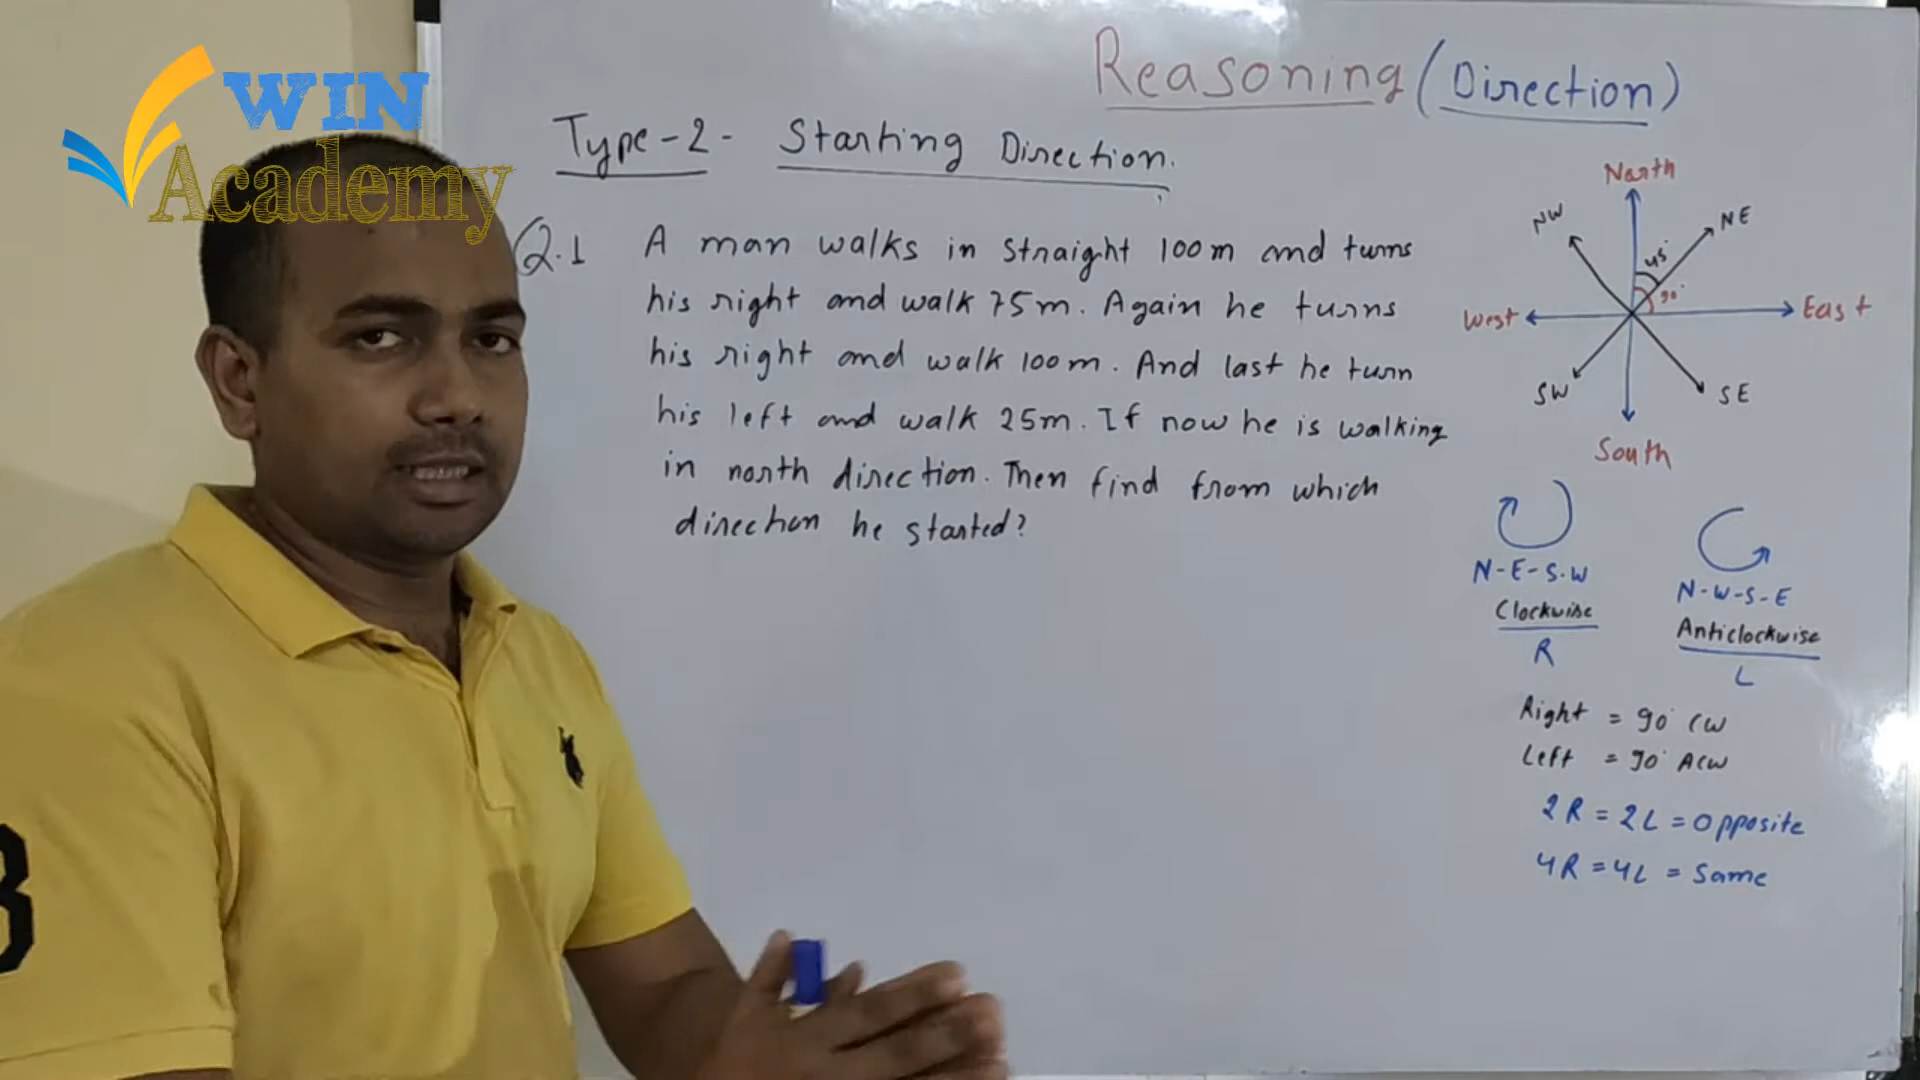 WIN
Academy
Reasoning (Direction)
Type-2- Starting Direction.
Q.1 A man walks in straight 100m and turns
his right and walk 75m. Again he turns
his right and walk 100m. And last he turn
his left and walk 25m. If now he is walking
in north direction. Then find from which
direction he started?
North
NW
NE
45°
90°
West
East
SW
SE
South
N-E-S-W
Clockwise
R
N-W-S-E
Anticlockwise
L
Right = 90° CW
Left = 90° ACW
2R = 2L = Opposite
4R = 4L = Same
3